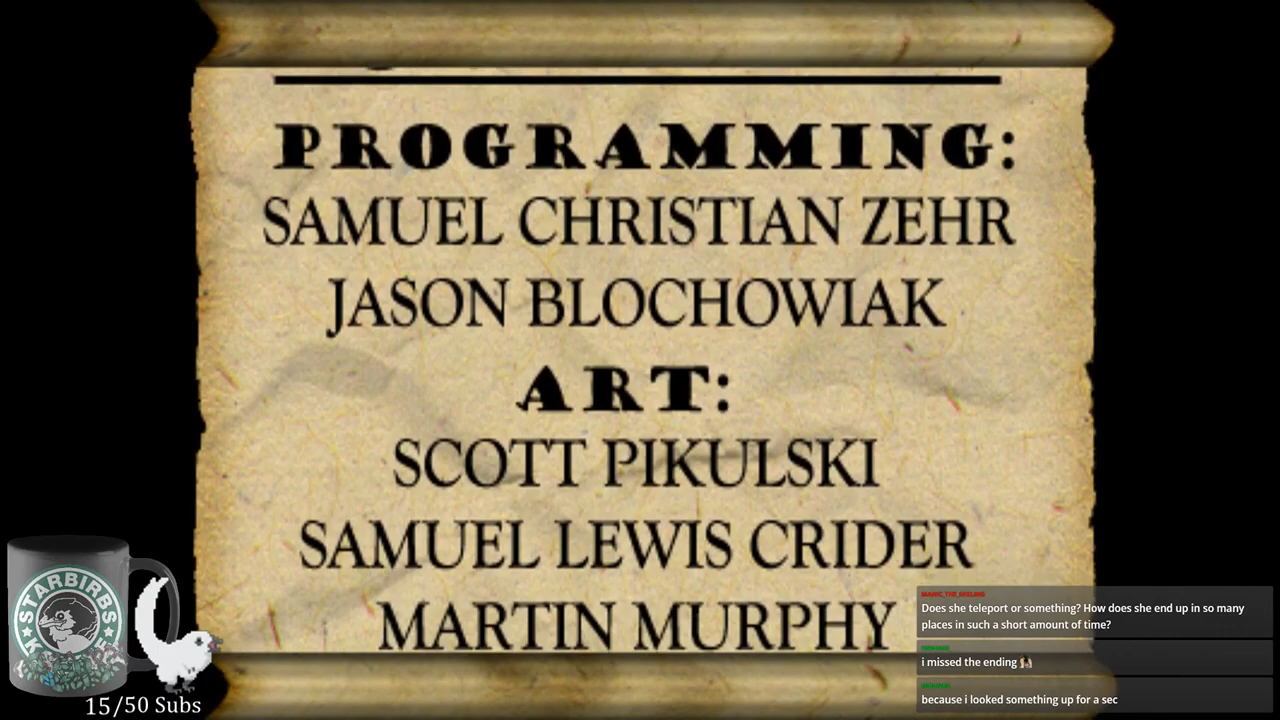 PROGRAMMING:
SAMUEL CHRISTIAN ZEHR
JASON BLOCHOWIAK
ART:
SCOTT PIKULSKI
SAMUEL LEWIS CRIDER
MARTIN MURPHY
STARBIRBS
15/50 Subs
Does she teleport or something? How does she end up in so many
places in such a short amount of time?
i missed the ending
because i looked something up for a sec